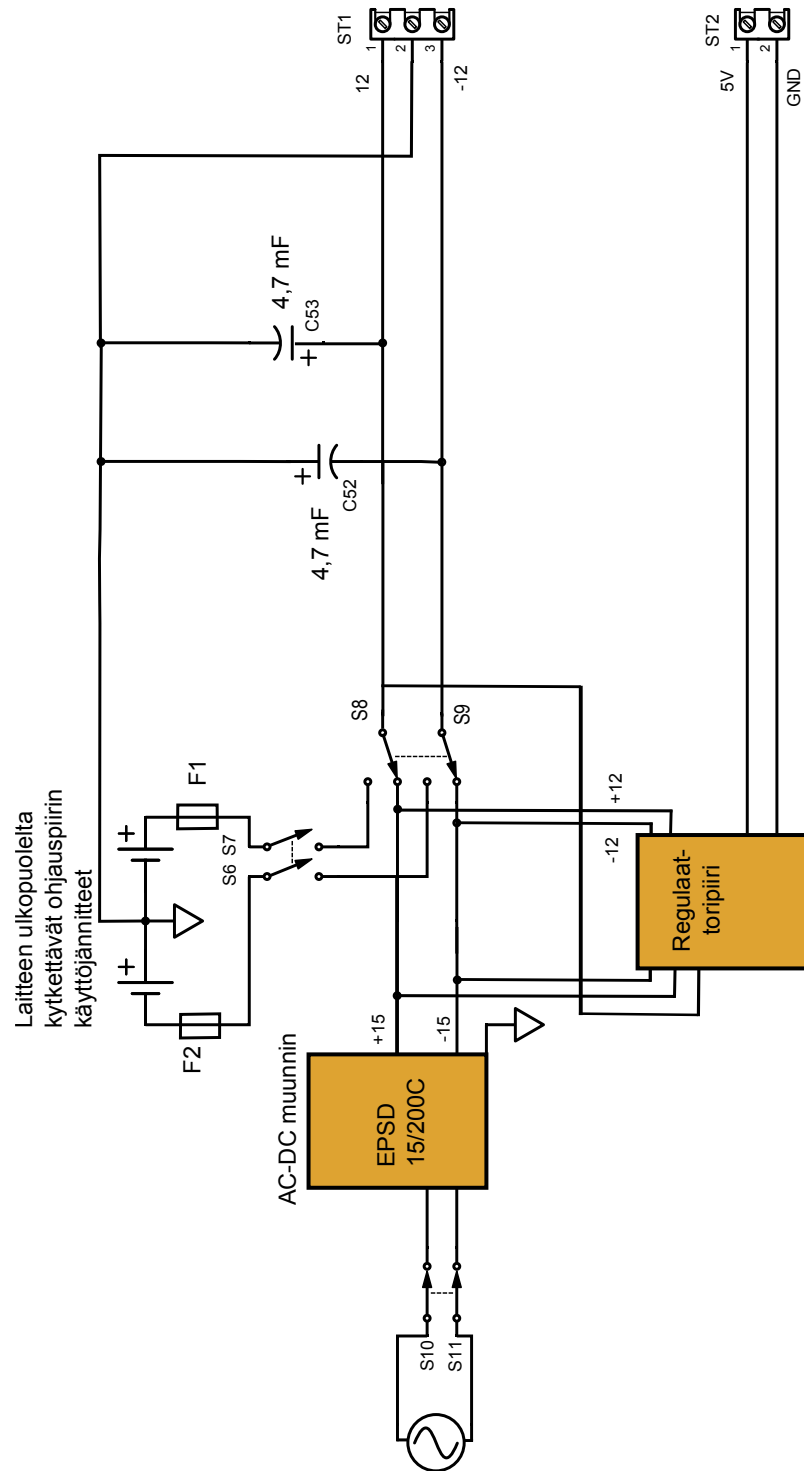 ST1
1
2
3
12
-12
ST2
1
2
5V
GND
4,7 mF
C53
+
+
C52
4,7 mF
Laitteen ulkopuolelta
kytkettävät ohjauspiirin
käyttöjännitteet
+
+
F1
F2
S7
S6
S8
S9
+12
-12
Regulaat-
toripiiri
+15
-15
AC-DC muunnin
EPSD
15/200C
S10
S11